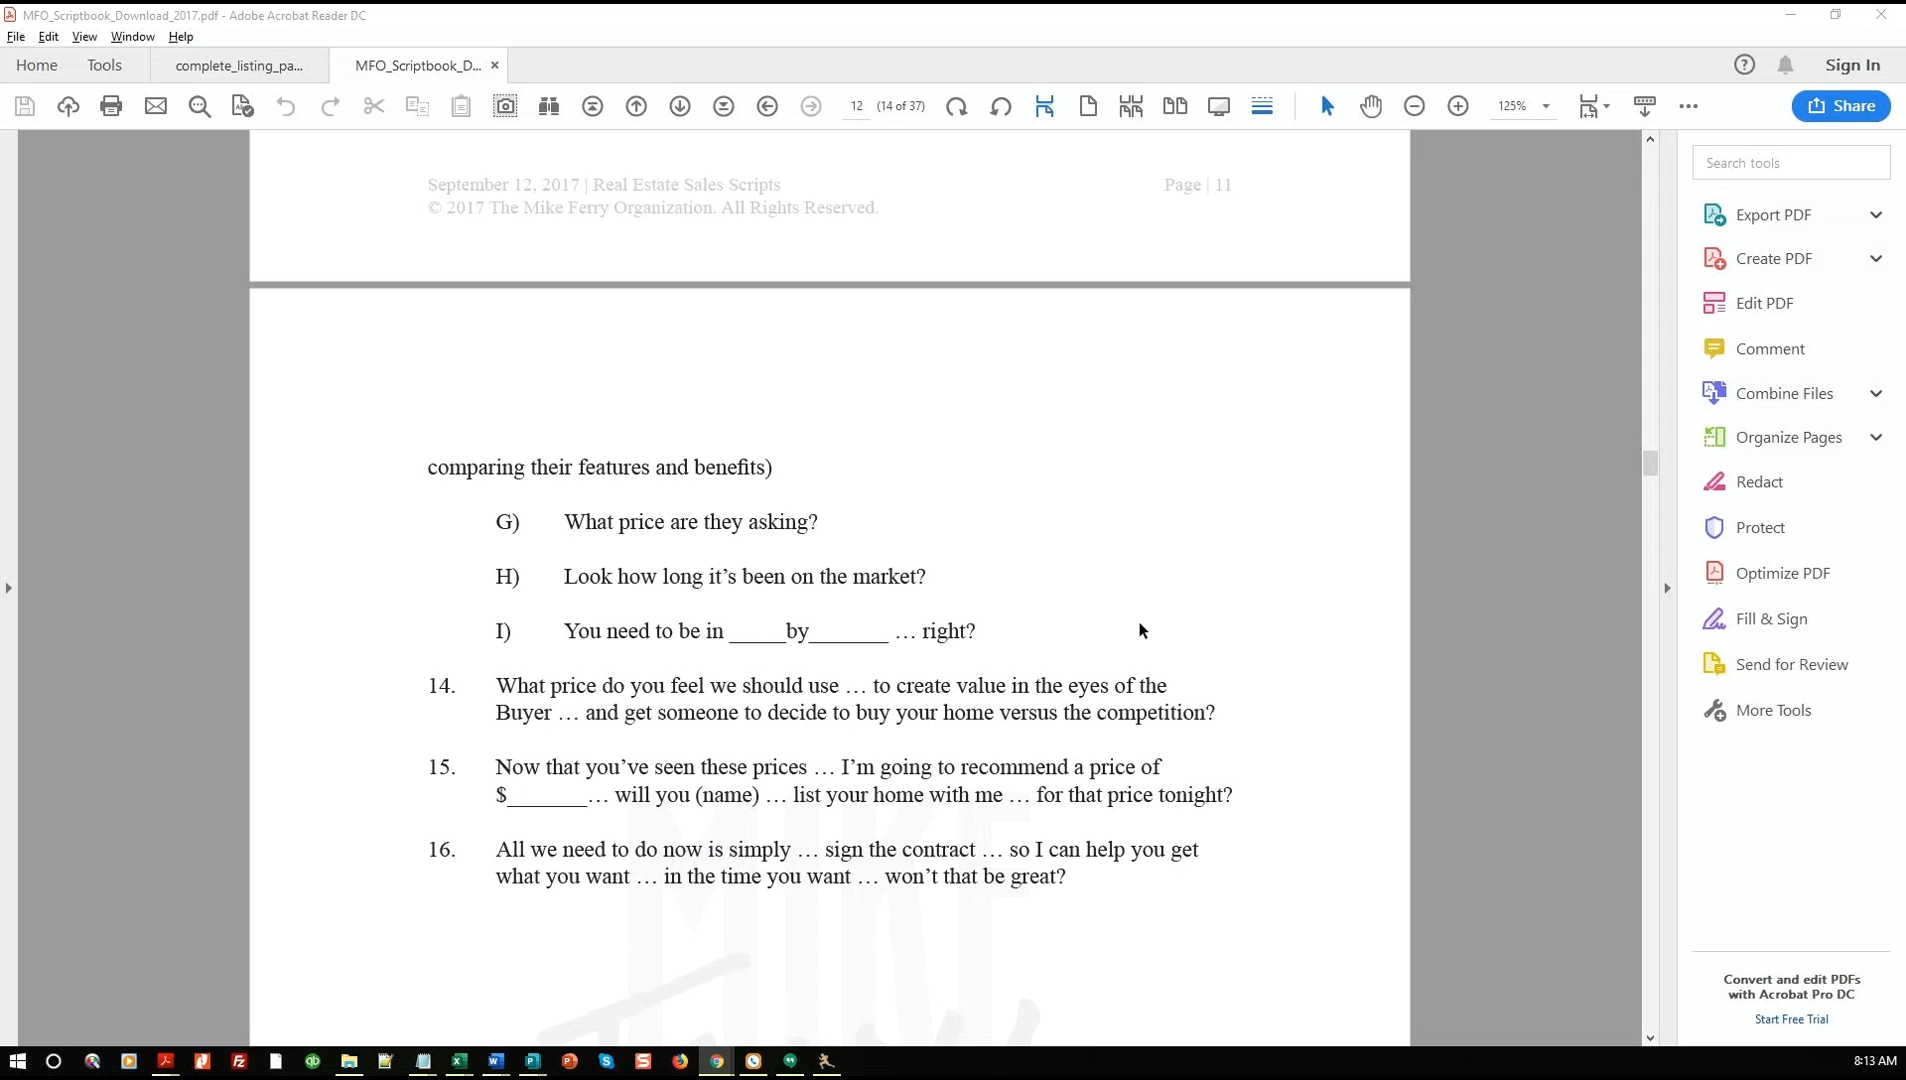 MFO_Scriptbook_Download_2017.pdf - Adobe Acrobat Reader DC
File Edit View Window Help
Home Tools complete_listing_pa... MFO_Scriptbook_D... × Sign In
12 (14 of 37) 125% Share
September 12, 2017 | Real Estate Sales Scripts Page | 11
© 2017 The Mike Ferry Organization. All Rights Reserved.
comparing their features and benefits)
G) What price are they asking?
H) Look how long it’s been on the market?
I) You need to be in _____by_______ … right?
14. What price do you feel we should use … to create value in the eyes of the
Buyer … and get someone to decide to buy your home versus the competition?
15. Now that you’ve seen these prices … I’m going to recommend a price of
$_______… will you (name) … list your home with me … for that price tonight?
16. All we need to do now is simply … sign the contract … so I can help you get
what you want … in the time you want … won’t that be great?
MIKE
Search tools
Export PDF
Create PDF
Edit PDF
Comment
Combine Files
Organize Pages
Redact
Protect
Optimize PDF
Fill & Sign
Send for Review
More Tools
Convert and edit PDFs
with Acrobat Pro DC
Start Free Trial
8:13 AM